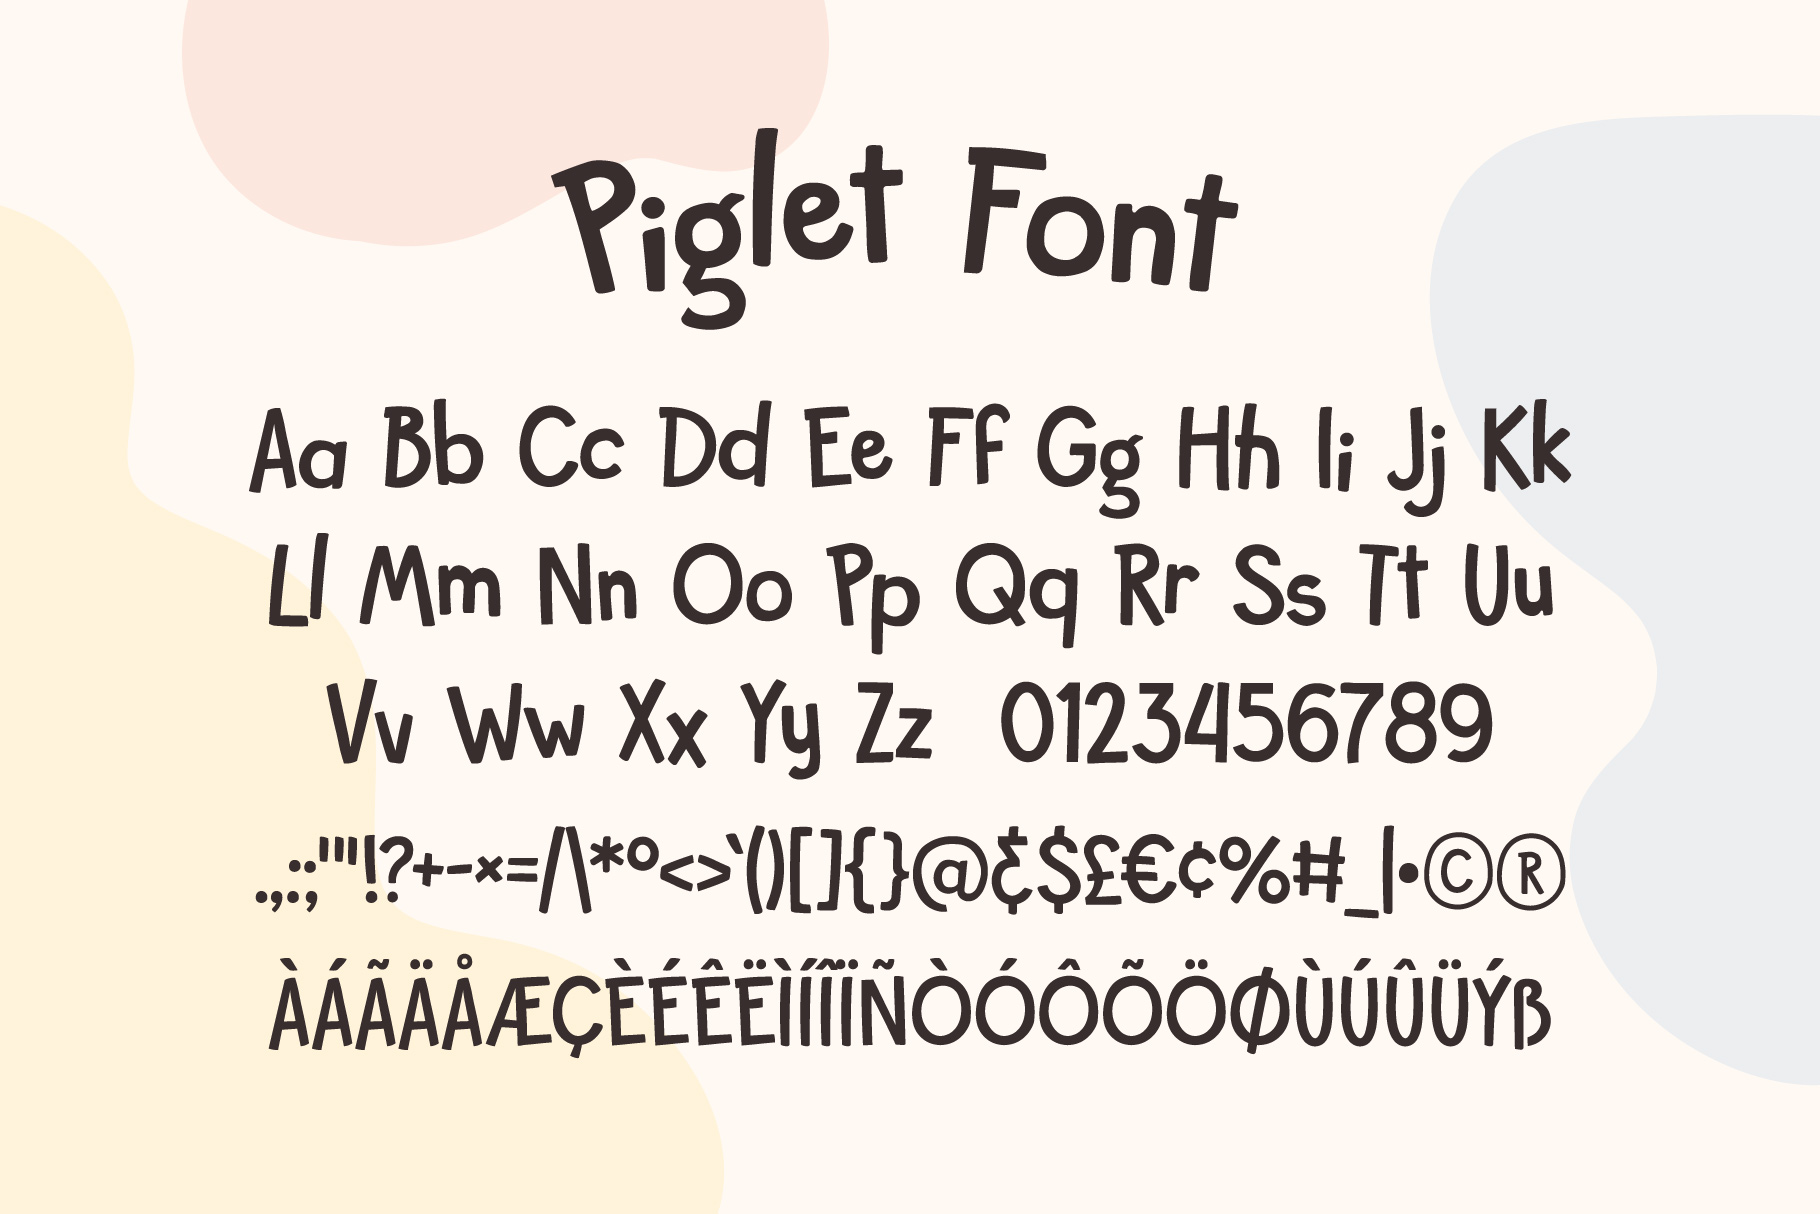 Piglet Font
Aa Bb Cc Dd Ee Ff Gg Hh Ii Jj Kk
Ll Mm Nn Oo Pp Qq Rr Ss Tt Uu
Vv Ww Xx Yy Zz 0123456789
.,:;'"!?+-×=/\*°<>`()[]{}@&$£€¢%#_|•©®
ÀÁÃÄÅÆÇÈÉÊËÌÍÎÏÑÒÓÔÕÖØÙÚÛÜÝß